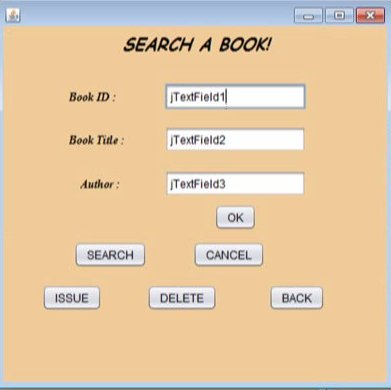 SEARCH A BOOK!
Book ID : jTextField1
Book Title : jTextField2
Author : jTextField3
OK
SEARCH CANCEL
ISSUE DELETE BACK